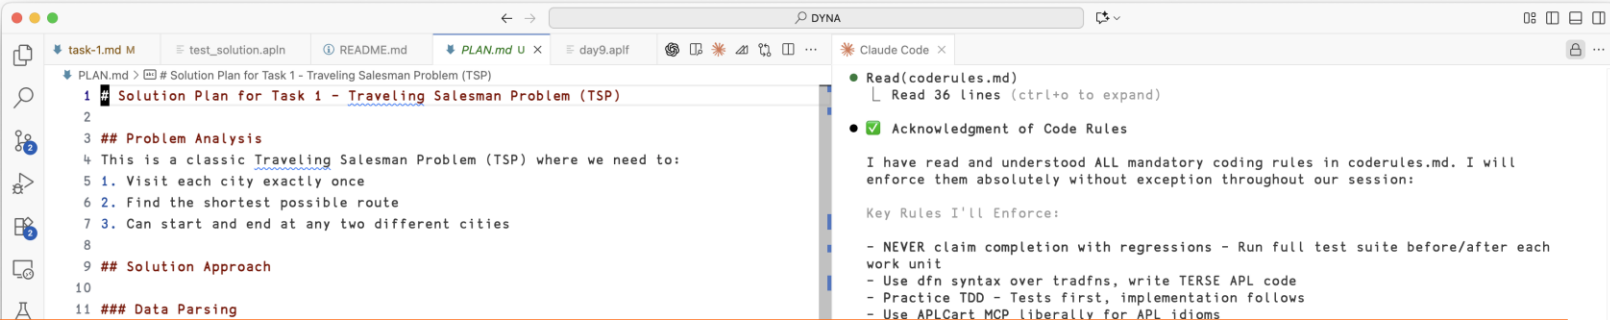 DYNA
task-1.md M
test_solution.apln
README.md
PLAN.md U
day9.aplf
Claude Code
PLAN.md > # Solution Plan for Task 1 - Traveling Salesman Problem (TSP)
1 # Solution Plan for Task 1 - Traveling Salesman Problem (TSP)
2
3 ## Problem Analysis
4 This is a classic Traveling Salesman Problem (TSP) where we need to:
5 1. Visit each city exactly once
6 2. Find the shortest possible route
7 3. Can start and end at any two different cities
8
9 ## Solution Approach
10
11 ### Data Parsing
2
2
Read(coderules.md)
Read 36 lines (ctrl+o to expand)
Acknowledgment of Code Rules
I have read and understood ALL mandatory coding rules in coderules.md. I will
enforce them absolutely without exception throughout our session:
Key Rules I'll Enforce:
- NEVER claim completion with regressions - Run full test suite before/after each
work unit
- Use dfn syntax over tradfns, write TERSE APL code
- Practice TDD - Tests first, implementation follows
- Use APLCart MCP liberally for APL idioms